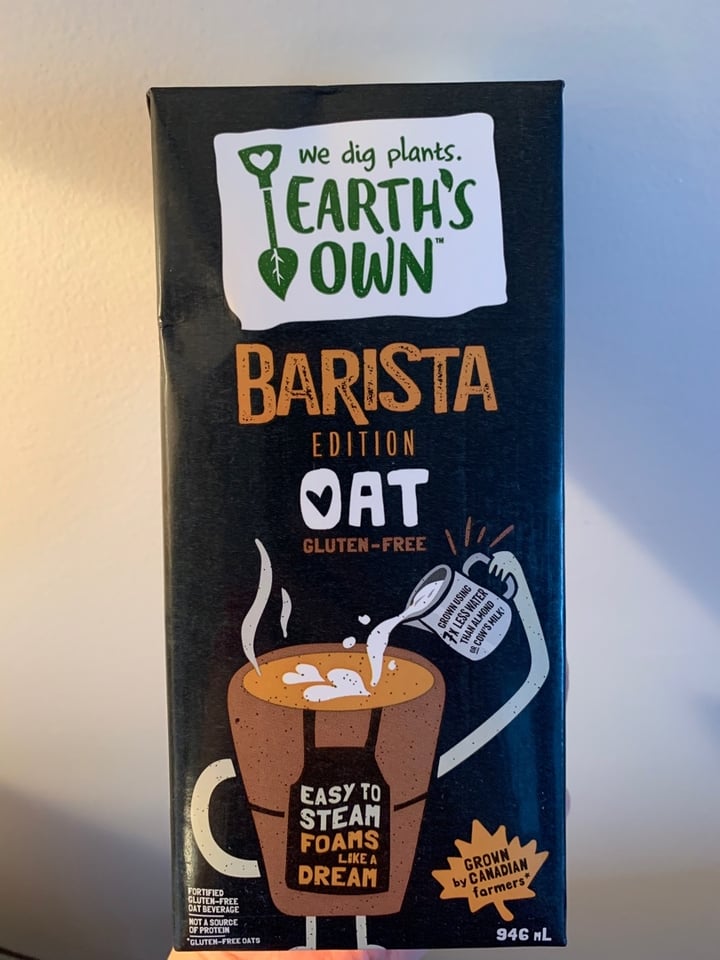 we dig plants.
EARTH'S
OWN™
BARISTA
EDITION
OAT
GLUTEN-FREE
GROWN USING
7X LESS WATER
THAN ALMOND
OR COW'S MILK!
EASY TO
STEAM
FOAMS
LIKE A
DREAM
GROWN
by CANADIAN
farmers*
FORTIFIED
GLUTEN-FREE
OAT BEVERAGE
NOT A SOURCE
OF PROTEIN
*GLUTEN-FREE OATS
946 mL